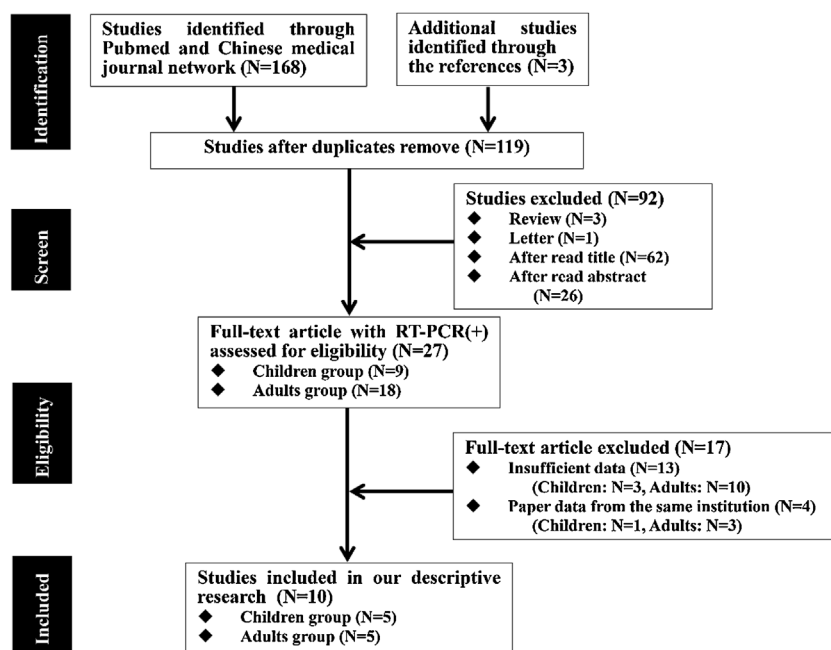 Identification
Studies identified through
Pubmed and Chinese medical
journal network (N=168)
Additional studies
identified through
the references (N=3)
Studies after duplicates remove (N=119)
Screen
Studies excluded (N=92)
◆ Review (N=3)
◆ Letter (N=1)
◆ After read title (N=62)
◆ After read abstract
(N=26)
Full-text article with RT-PCR(+)
assessed for eligibility (N=27)
◆ Children group (N=9)
◆ Adults group (N=18)
Eligibility
Full-text article excluded (N=17)
◆ Insufficient data (N=13)
(Children: N=3, Adults: N=10)
◆ Paper data from the same institution (N=4)
(Children: N=1, Adults: N=3)
Included
Studies included in our descriptive
research (N=10)
◆ Children group (N=5)
◆ Adults group (N=5)